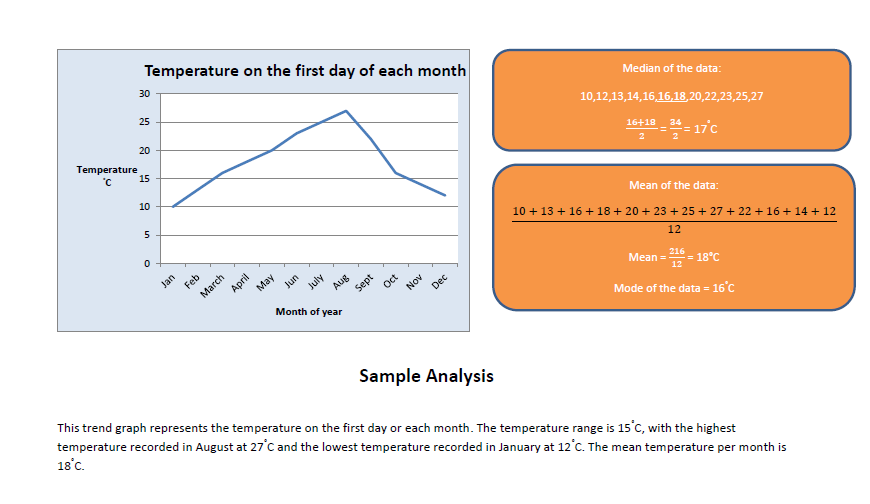 Temperature on the first day of each month
30
25
20
15
10
5
0
Temperature
˚C
Jan
Feb
March
April
May
Jun
July
Aug
Sept
Oct
Nov
Dec
Month of year
Median of the data:
10,12,13,14,16,16,18,20,22,23,25,27
16+18/2 = 34/2 = 17˚C
Mean of the data:
10 + 13 + 16 + 18 + 20 + 23 + 25 + 27 + 22 + 16 + 14 + 12
12
Mean = 216/12 = 18°C
Mode of the data = 16˚C
Sample Analysis
This trend graph represents the temperature on the first day or each month. The temperature range is 15˚C, with the highest
temperature recorded in August at 27˚C and the lowest temperature recorded in January at 12˚C. The mean temperature per month is
18˚C.